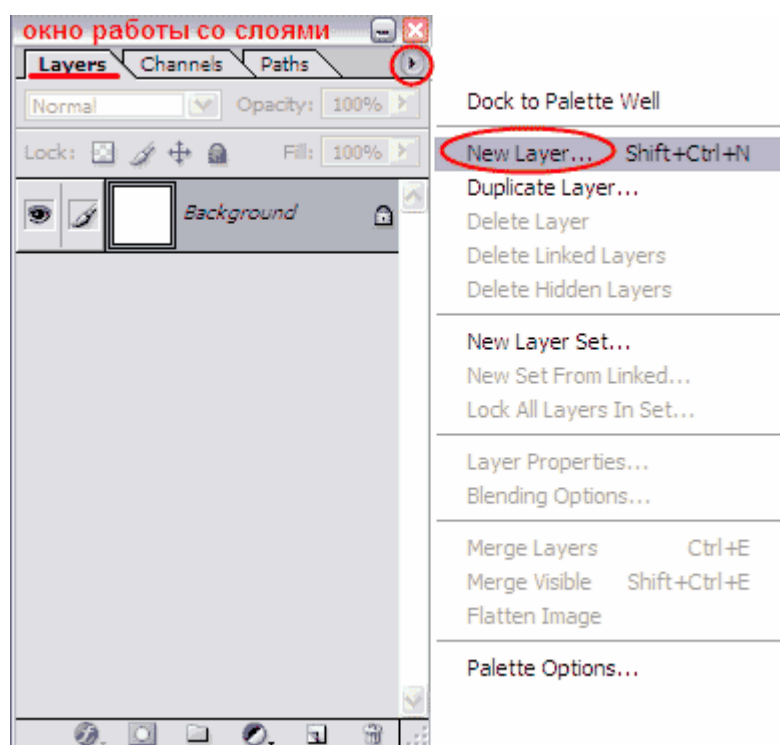 окно работы со слоями
Layers Channels Paths
Normal Opacity: 100%
Lock: Fill: 100%
Background
Dock to Palette Well
New Layer... Shift+Ctrl+N
Duplicate Layer...
Delete Layer
Delete Linked Layers
Delete Hidden Layers
New Layer Set...
New Set From Linked...
Lock All Layers In Set...
Layer Properties...
Blending Options...
Merge Layers Ctrl+E
Merge Visible Shift+Ctrl+E
Flatten Image
Palette Options...